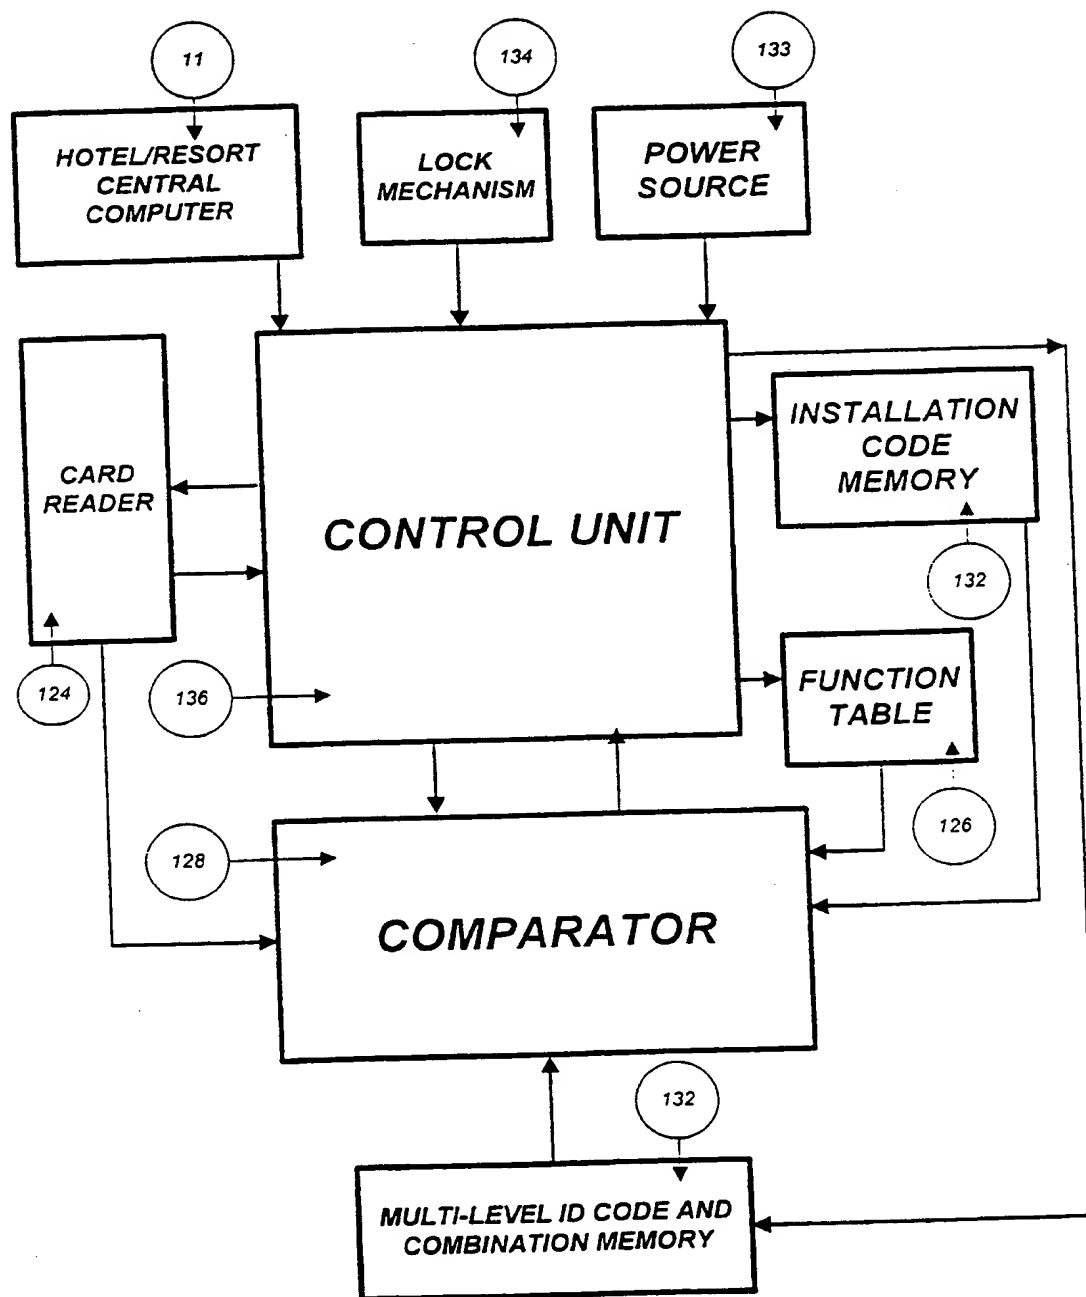 11
134
133
HOTEL/RESORT
CENTRAL
COMPUTER
LOCK
MECHANISM
POWER
SOURCE
INSTALLATION
CODE
MEMORY
CARD
READER
CONTROL UNIT
132
124
136
FUNCTION
TABLE
126
128
COMPARATOR
132
MULTI-LEVEL ID CODE AND
COMBINATION MEMORY